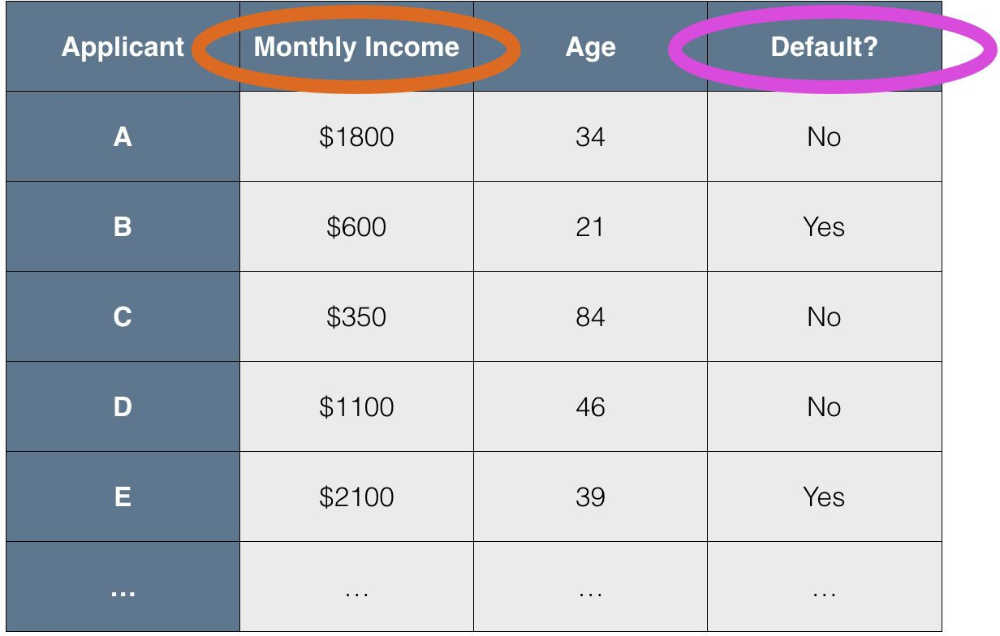 Applicant Monthly Income Age Default?
A $1800 34 No
B $600 21 Yes
C $350 84 No
D $1100 46 No
E $2100 39 Yes
... ... ... ...